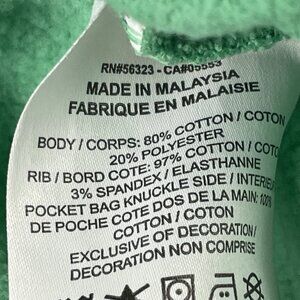 RN#56323 - CA#05553
MADE IN MALAYSIA
FABRIQUE EN MALAISIE
BODY / CORPS: 80% COTTON / COTON
20% POLYESTER
RIB / BORD COTE: 97% COTTON / COTO
3% SPANDEX / ELASTHANNE
POCKET BAG KNUCKLE SIDE / INTERIEU
DE POCHE COTE DOS DE LA MAIN: 100%
COTTON / COTON
EXCLUSIVE OF DECORATION /
DECORATION NON COMPRISE